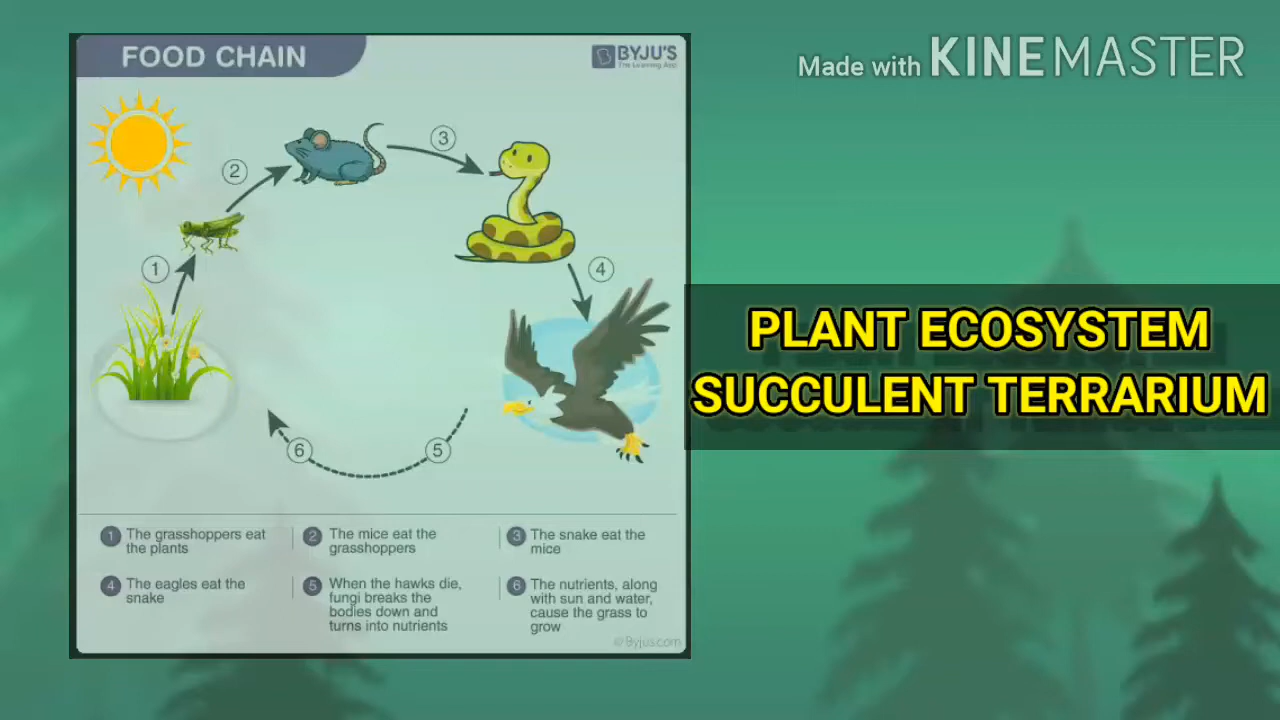 FOOD CHAIN
BYJU'S
The Learning App
Made with KINEMASTER
1
2
3
4
5
6
PLANT ECOSYSTEM
SUCCULENT TERRARIUM
1 The grasshoppers eat
the plants
2 The mice eat the
grasshoppers
3 The snake eat the
mice
4 The eagles eat the
snake
5 When the hawks die,
fungi breaks the
bodies down and
turns into nutrients
6 The nutrients, along
with sun and water,
cause the grass to
grow
© Byjus.com